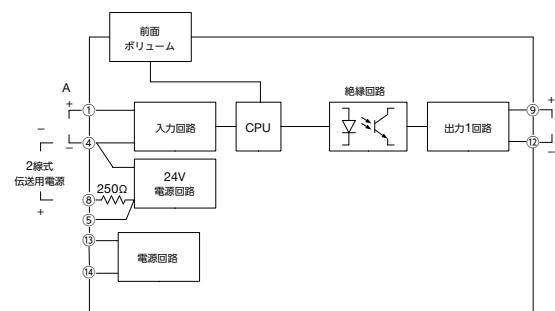 前面
ボリューム
A
+
①
－
④
－
2線式
伝送用電源
+
250Ω
⑧
⑤
⑬
⑭
入力回路
CPU
絶縁回路
出力1回路
⑨
+
⑫
－
24V
電源回路
電源回路